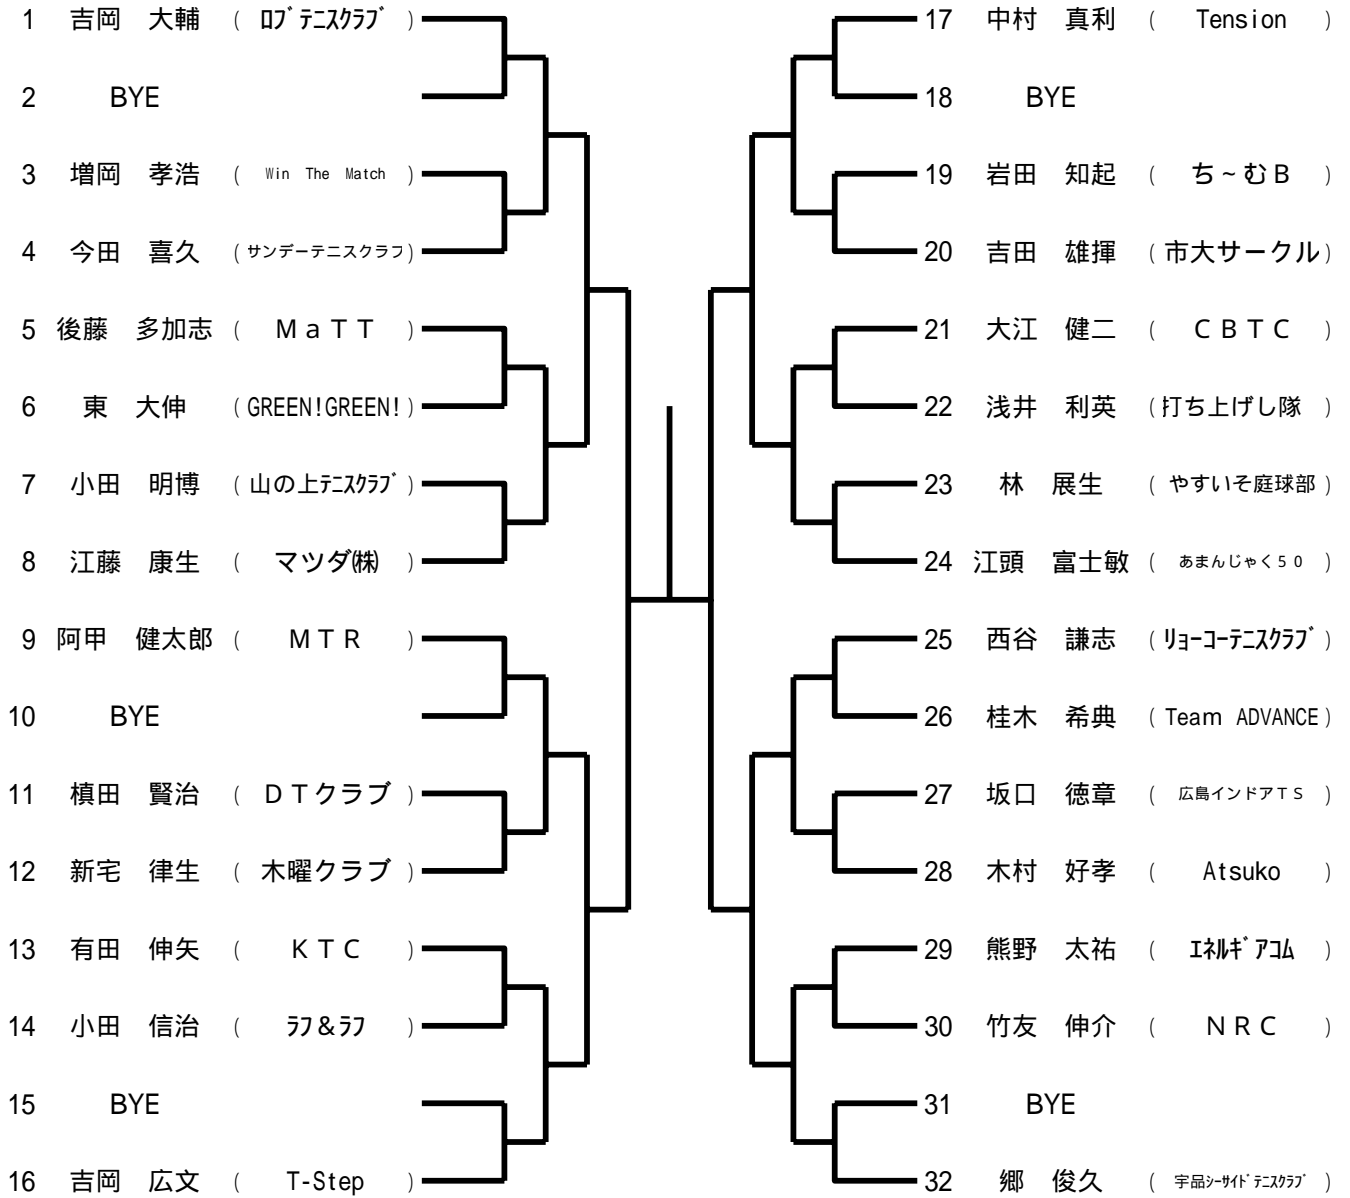 1 吉岡 大輔 ( ﾛﾌﾞﾃﾆｽｸﾗﾌﾞ )
2 BYE
3 増岡 孝浩 ( Win The Match )
4 今田 喜久 ( サンデーテニスクラブ )
5 後藤 多加志 ( ＭａＴＴ )
6 東 大伸 ( GREEN!GREEN! )
7 小田 明博 ( 山の上ﾃﾆｽｸﾗﾌﾞ )
8 江藤 康生 ( マツダ㈱ )
9 阿甲 健太郎 ( ＭＴＲ )
10 BYE
11 槙田 賢治 ( ＤＴクラブ )
12 新宅 律生 ( 木曜クラブ )
13 有田 伸矢 ( ＫＴＣ )
14 小田 信治 ( ﾗﾌ＆ﾗﾌ )
15 BYE
16 吉岡 広文 ( T-Step )
17 中村 真利 ( Tension )
18 BYE
19 岩田 知起 ( ち～むＢ )
20 吉田 雄揮 ( 市大サークル )
21 大江 健二 ( ＣＢＴＣ )
22 浅井 利英 ( 打ち上げし隊 )
23 林 展生 ( やすいそ庭球部 )
24 江頭 富士敏 ( あまんじゃく５０ )
25 西谷 謙志 ( ﾘｮｰｺｰﾃﾆｽｸﾗﾌﾞ )
26 桂木 希典 ( Team ADVANCE )
27 坂口 徳章 ( 広島インドアＴＳ )
28 木村 好孝 ( Atsuko )
29 熊野 太祐 ( ｴﾈﾙｷﾞｱｺﾑ )
30 竹友 伸介 ( ＮＲＣ )
31 BYE
32 郷 俊久 ( 宇品ｼｰｻｲﾄﾞﾃﾆｽｸﾗﾌﾞ )